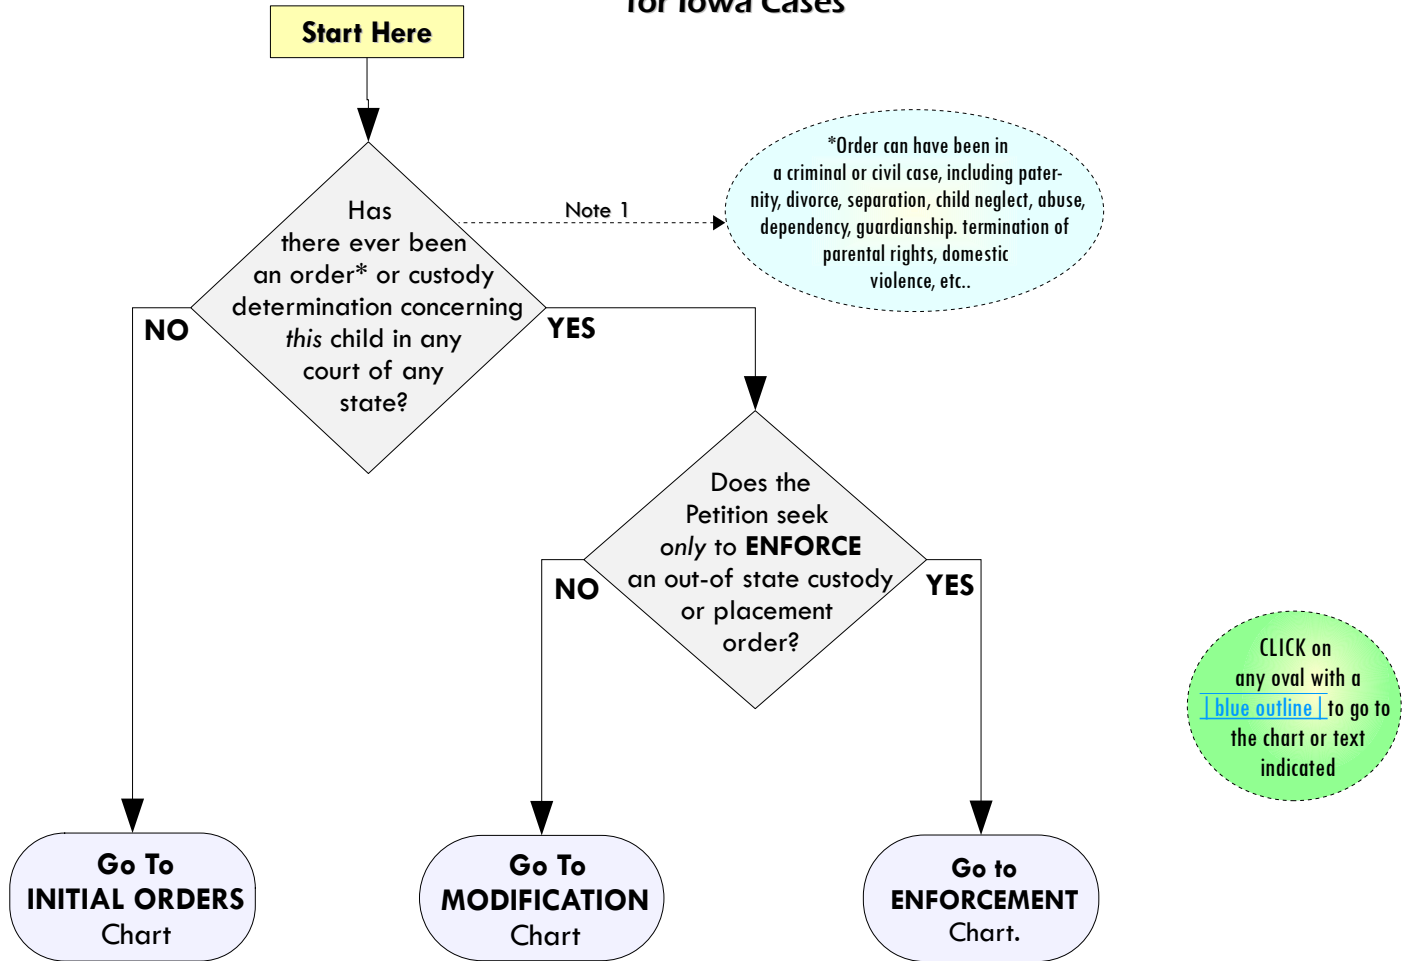 for Iowa Cases
Start Here
*Order can have been in
a criminal or civil case, including pater-
nity, divorce, separation, child neglect, abuse,
dependency, guardianship. termination of
parental rights, domestic
violence, etc..
Note 1
Has
there ever been
an order* or custody
determination concerning
this child in any
court of any
state?
NO
YES
Does the
Petition seek
only to ENFORCE
an out-of state custody
or placement
order?
NO
YES
CLICK on
any oval with a
| blue outline | to go to
the chart or text
indicated
Go To
INITIAL ORDERS
Chart
Go To
MODIFICATION
Chart
Go to
ENFORCEMENT
Chart.